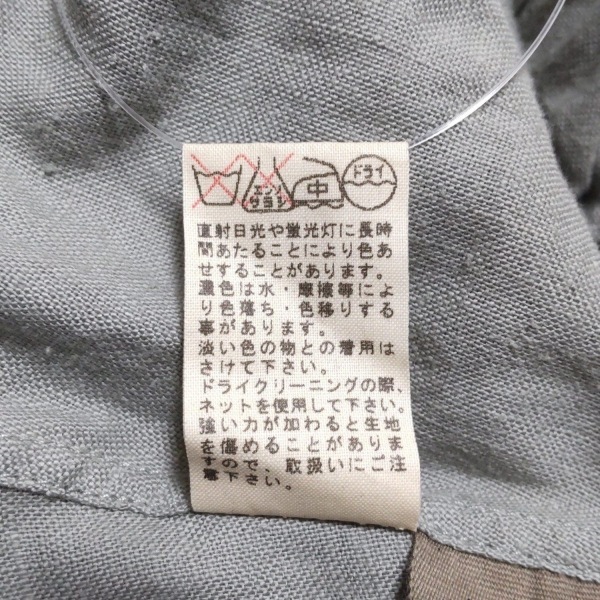 エンソ
サラシ
中
ドライ
直射日光や蛍光灯に長時
間あたることにより色あ
せすることがあります。
濃色は水・摩擦等によ
り色落ち・色移りする
事があります。
淡い色の物との着用は
さけて下さい。
ドライクリーニングの際、
ネットを使用して下さい。
強い力が加わると生地
を傷めることがありま
すので、取扱いにご注
意下さい。